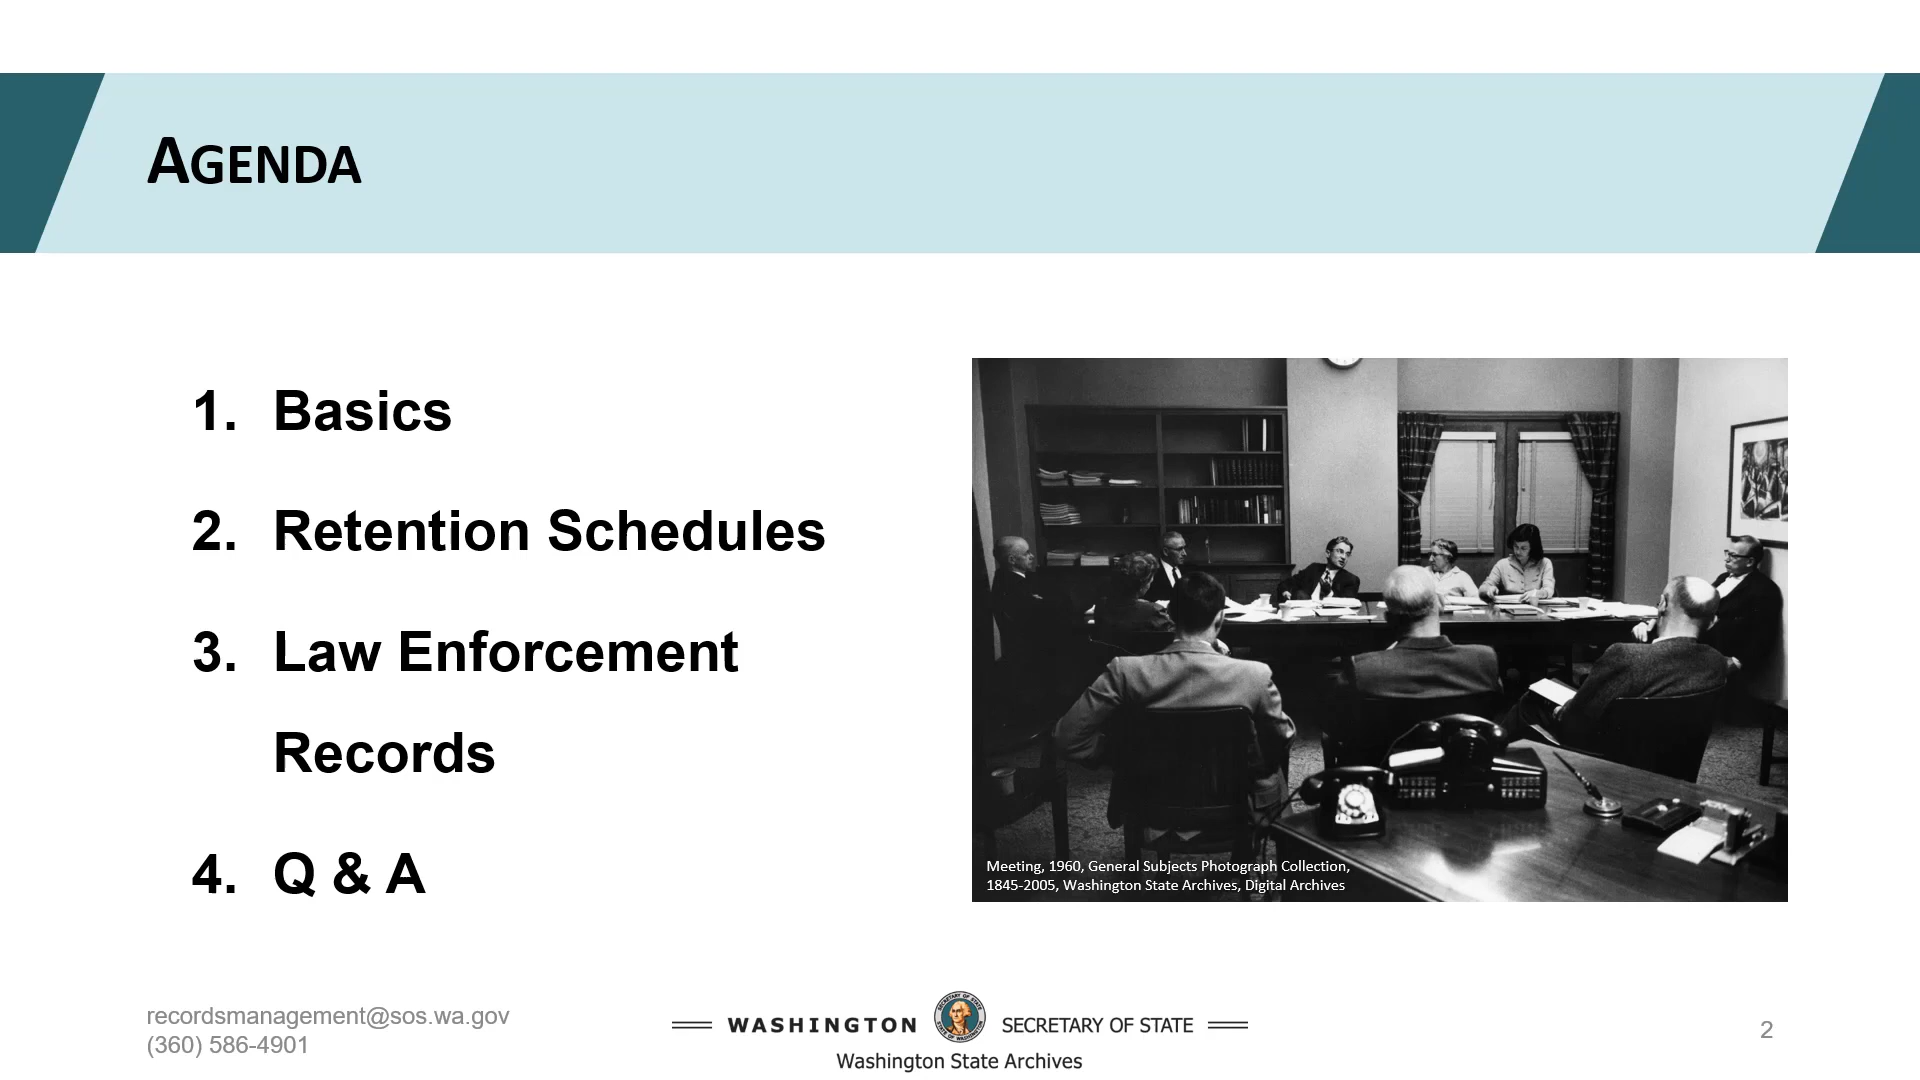 AGENDA
1. Basics
2. Retention Schedules
3. Law Enforcement
Records
4. Q & A
Meeting, 1960, General Subjects Photograph Collection,
1845-2005, Washington State Archives, Digital Archives
recordsmanagement@sos.wa.gov
(360) 586-4901
WASHINGTON SECRETARY OF STATE
Washington State Archives
2